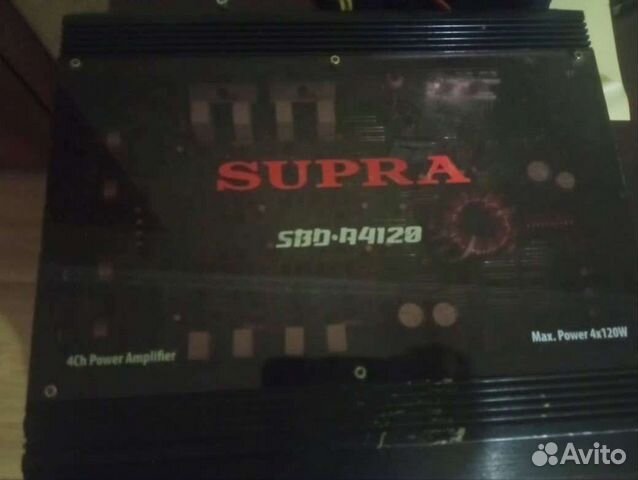 SUPRA
SBD•A4120
4Ch Power Amplifier
Max. Power 4x120W
Avito